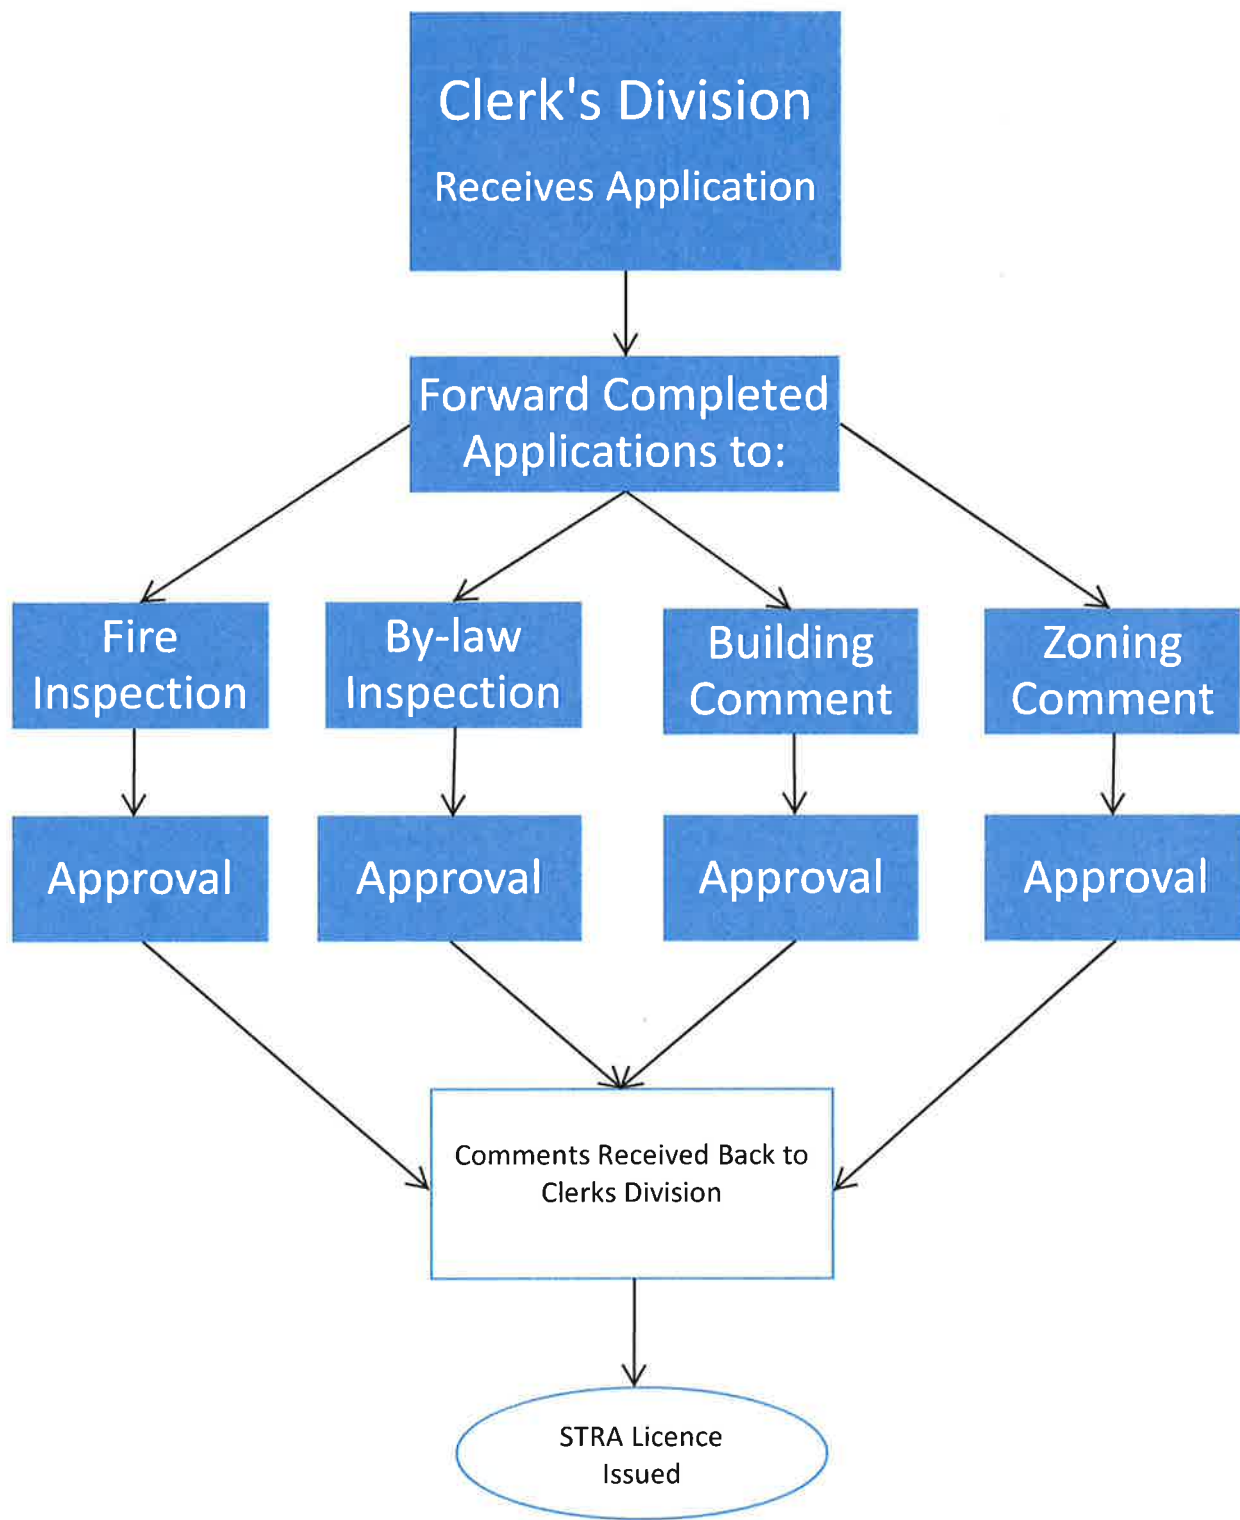 Clerk's Division
Receives Application
Forward Completed
Applications to:
Fire
Inspection
By-law
Inspection
Building
Comment
Zoning
Comment
Approval
Approval
Approval
Approval
Comments Received Back to
Clerks Division
STRA Licence
Issued